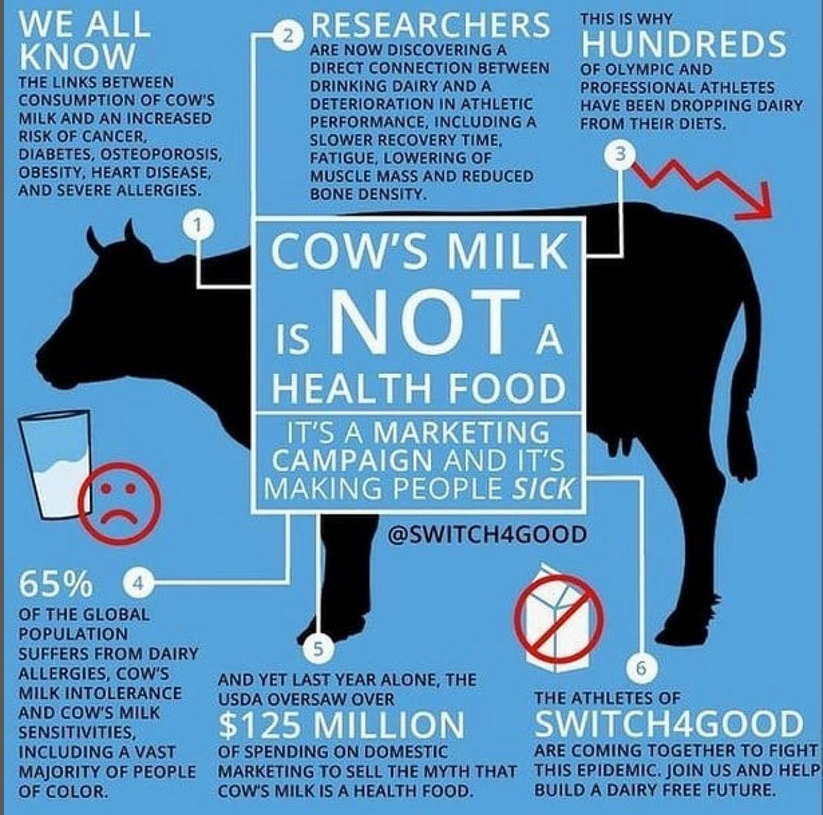 WE ALL
KNOW
THE LINKS BETWEEN
CONSUMPTION OF COW'S
MILK AND AN INCREASED
RISK OF CANCER,
DIABETES, OSTEOPOROSIS,
OBESITY, HEART DISEASE,
AND SEVERE ALLERGIES.
1
2
RESEARCHERS
ARE NOW DISCOVERING A
DIRECT CONNECTION BETWEEN
DRINKING DAIRY AND A
DETERIORATION IN ATHLETIC
PERFORMANCE, INCLUDING A
SLOWER RECOVERY TIME,
FATIGUE, LOWERING OF
MUSCLE MASS AND REDUCED
BONE DENSITY.
THIS IS WHY
HUNDREDS
OF OLYMPIC AND
PROFESSIONAL ATHLETES
HAVE BEEN DROPPING DAIRY
FROM THEIR DIETS.
3
COW'S MILK
IS NOT A
HEALTH FOOD
IT'S A MARKETING
CAMPAIGN AND IT'S
MAKING PEOPLE SICK
@SWITCH4GOOD
65%
4
OF THE GLOBAL
POPULATION
SUFFERS FROM DAIRY
ALLERGIES, COW'S
MILK INTOLERANCE
AND COW'S MILK
SENSITIVITIES,
INCLUDING A VAST
MAJORITY OF PEOPLE
OF COLOR.
5
AND YET LAST YEAR ALONE, THE
USDA OVERSAW OVER
$125 MILLION
OF SPENDING ON DOMESTIC
MARKETING TO SELL THE MYTH THAT
COW'S MILK IS A HEALTH FOOD.
6
THE ATHLETES OF
SWITCH4GOOD
ARE COMING TOGETHER TO FIGHT
THIS EPIDEMIC. JOIN US AND HELP
BUILD A DAIRY FREE FUTURE.